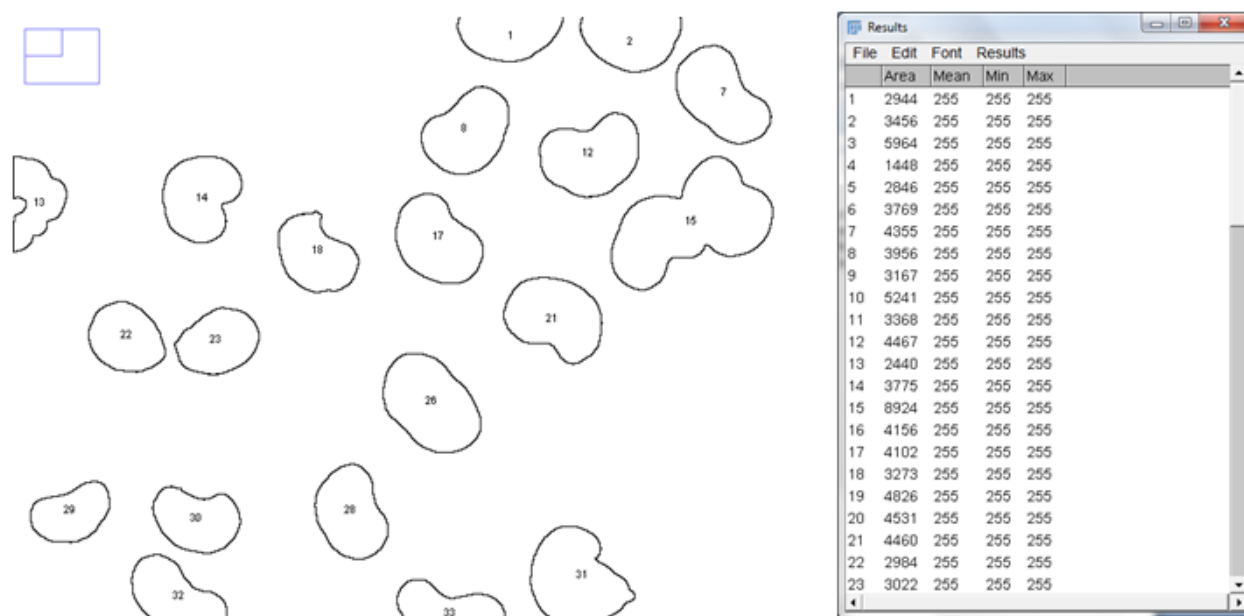 1
2
7
8
12
13
14
15
17
18
21
22
23
26
28
29
30
31
32
33
Results
File Edit Font Results
Area Mean Min Max
1 2944 255 255 255
2 3456 255 255 255
3 5964 255 255 255
4 1448 255 255 255
5 2846 255 255 255
6 3769 255 255 255
7 4355 255 255 255
8 3956 255 255 255
9 3167 255 255 255
10 5241 255 255 255
11 3368 255 255 255
12 4467 255 255 255
13 2440 255 255 255
14 3775 255 255 255
15 8924 255 255 255
16 4156 255 255 255
17 4102 255 255 255
18 3273 255 255 255
19 4826 255 255 255
20 4531 255 255 255
21 4460 255 255 255
22 2984 255 255 255
23 3022 255 255 255